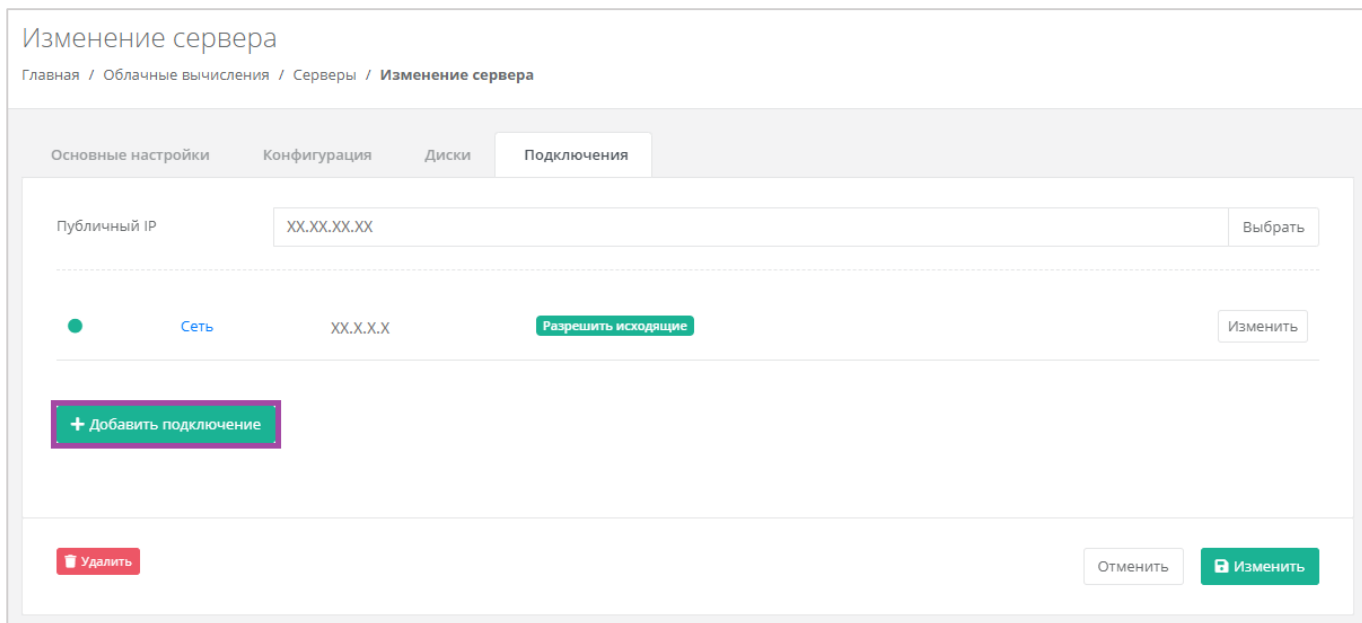 Изменение сервера
Главная / Облачные вычисления / Серверы / Изменение сервера
Основные настройки Конфигурация Диски Подключения
Публичный IP XX.XX.XX.XX Выбрать
Сеть XX.X.X.X Разрешить исходящие Изменить
+ Добавить подключение
Удалить Отменить Изменить